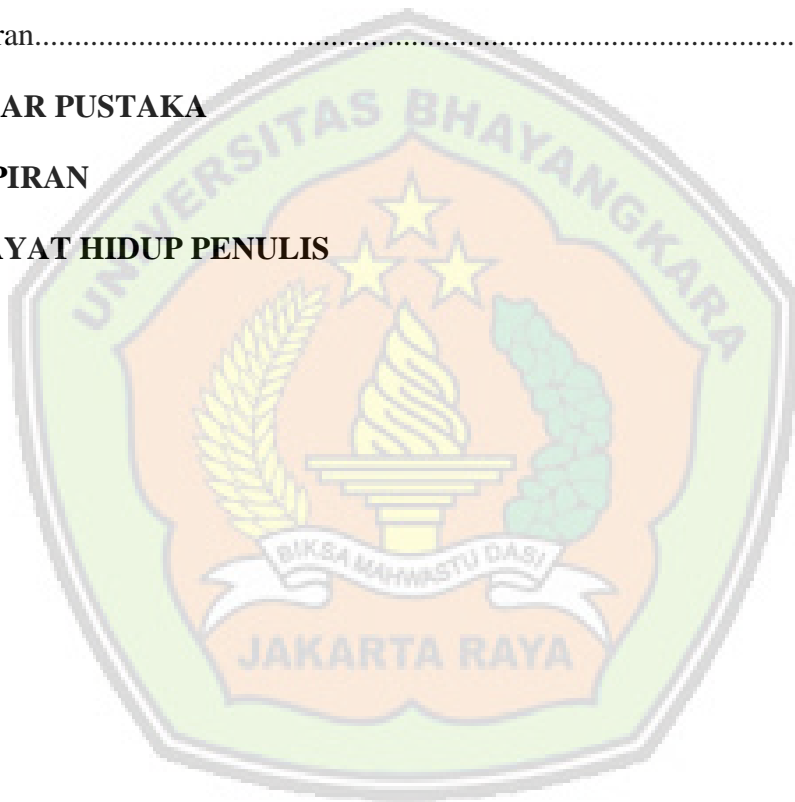 ran..........................................................................................
AR PUSTAKA
PIRAN
AYAT HIDUP PENULIS
UNIVERSITAS BHAYANGKARA
BIKSA MAHWASTU DASI
JAKARTA RAYA